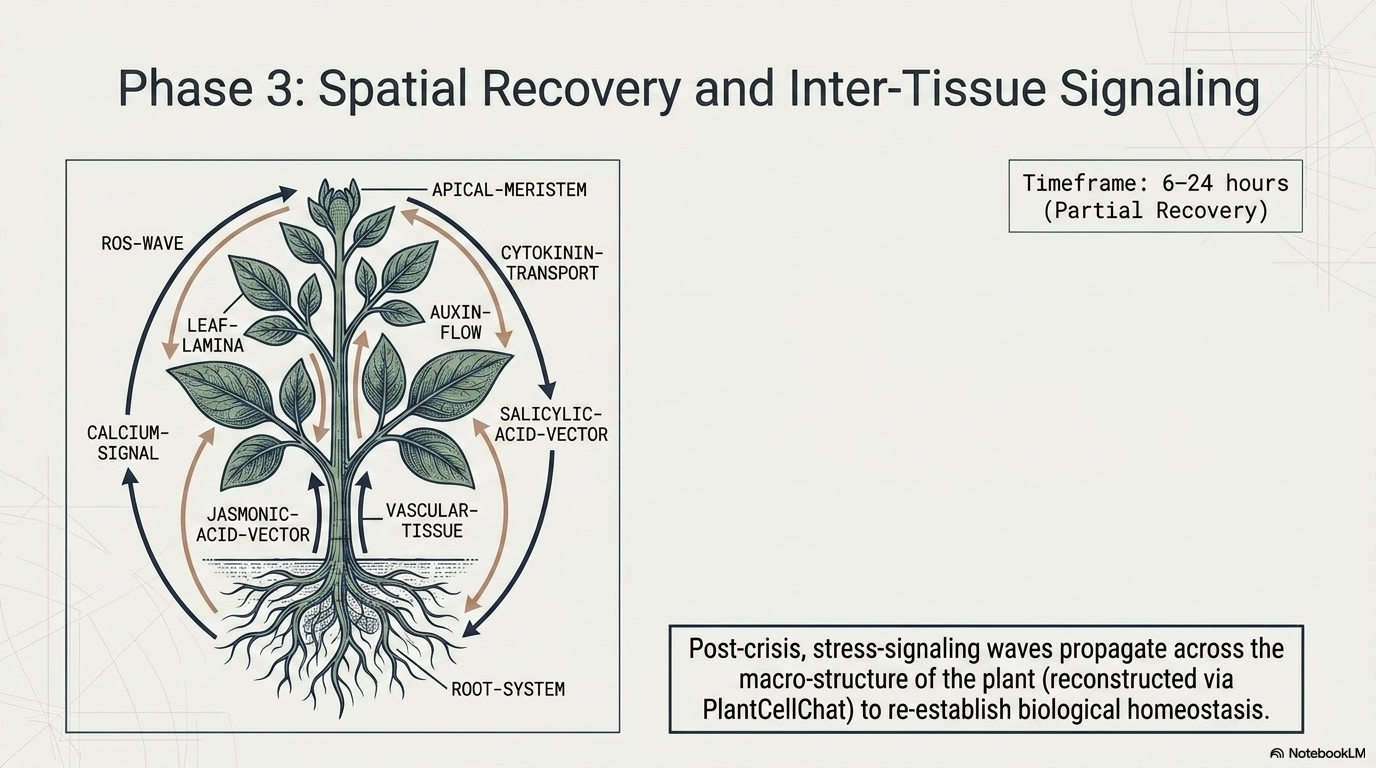 Phase 3: Spatial Recovery and Inter-Tissue Signaling
APICAL-MERISTEM
ROS-WAVE
CYTOKININ-
TRANSPORT
LEAF-
LAMINA
AUXIN-
FLOW
CALCIUM-
SIGNAL
SALICYLIC-
ACID-VECTOR
JASMONIC-
ACID-VECTOR
VASCULAR-
TISSUE
ROOT-SYSTEM
Timeframe: 6–24 hours
(Partial Recovery)
Post-crisis, stress-signaling waves propagate across the
macro-structure of the plant (reconstructed via
PlantCellChat) to re-establish biological homeostasis.
NotebookLM